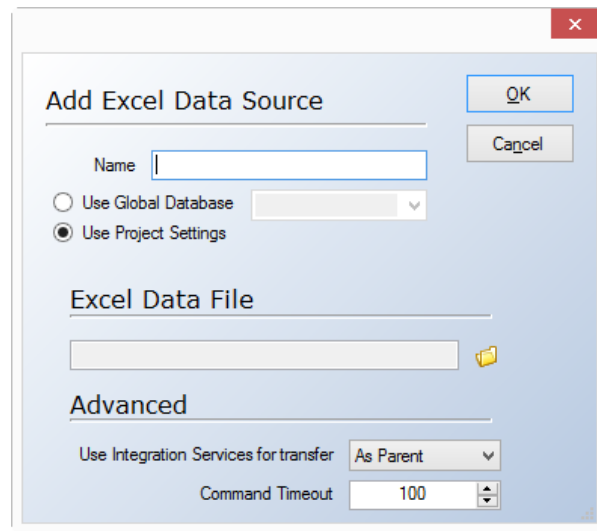 Add Excel Data Source
OK
Cancel
Name
Use Global Database
Use Project Settings
Excel Data File
Advanced
Use Integration Services for transfer As Parent
Command Timeout 100